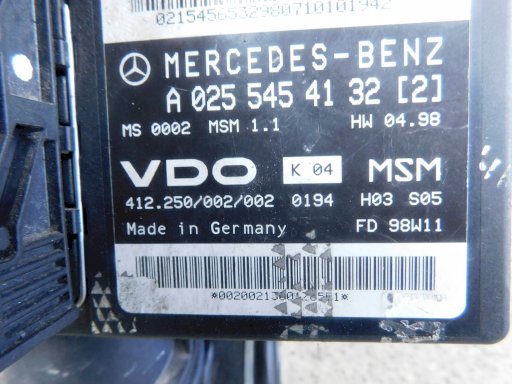 0215456532980710101942
MERCEDES-BENZ
A 025 545 41 32 [2]
MS 0002 MSM 1.1 HW 04.98
VDO K 04 MSM
412.250/002/002 0194 H03 S05
Made in Germany FD 98W11